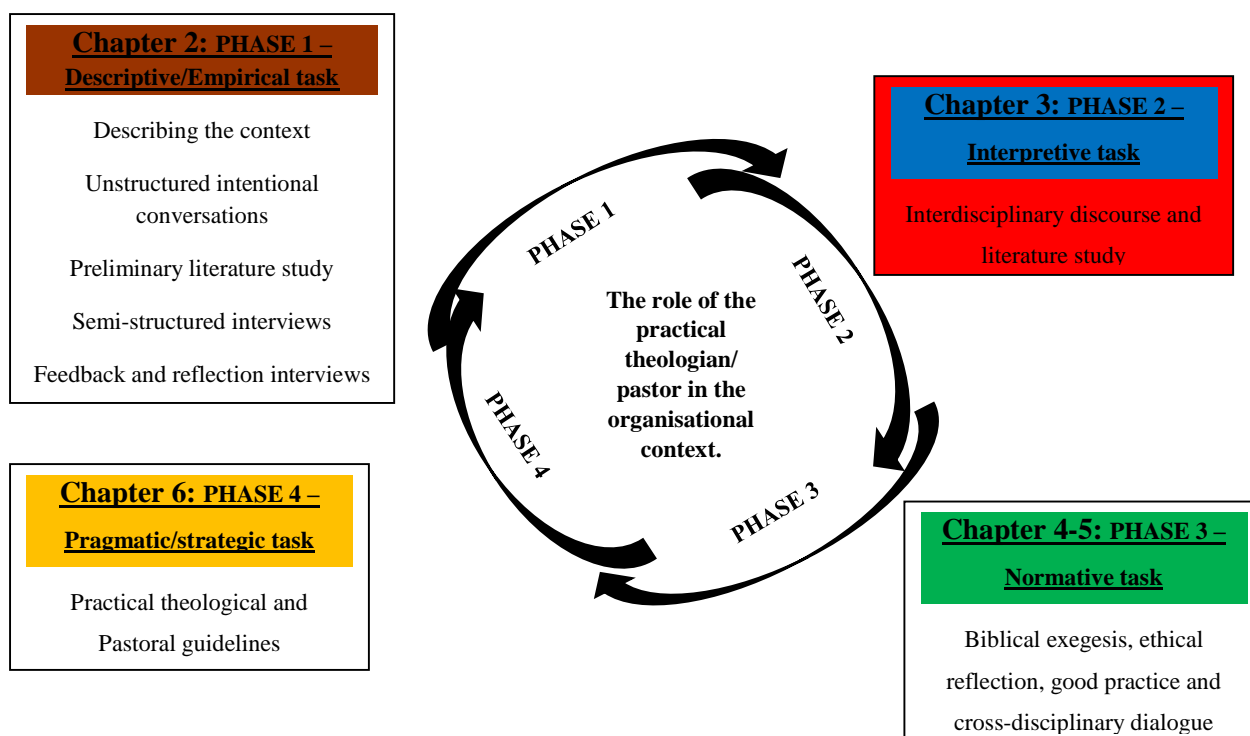 Chapter 2: PHASE 1 –
Descriptive/Empirical task
Describing the context
Unstructured intentional
conversations
Preliminary literature study
Semi-structured interviews
Feedback and reflection interviews
Chapter 3: PHASE 2 –
Interpretive task
Interdisciplinary discourse and
literature study
PHASE 1
PHASE 2
The role of the
practical
theologian/
pastor in the
organisational
context.
PHASE 4
PHASE 3
Chapter 6: PHASE 4 –
Pragmatic/strategic task
Practical theological and
Pastoral guidelines
Chapter 4-5: PHASE 3 –
Normative task
Biblical exegesis, ethical
reflection, good practice and
cross-disciplinary dialogue